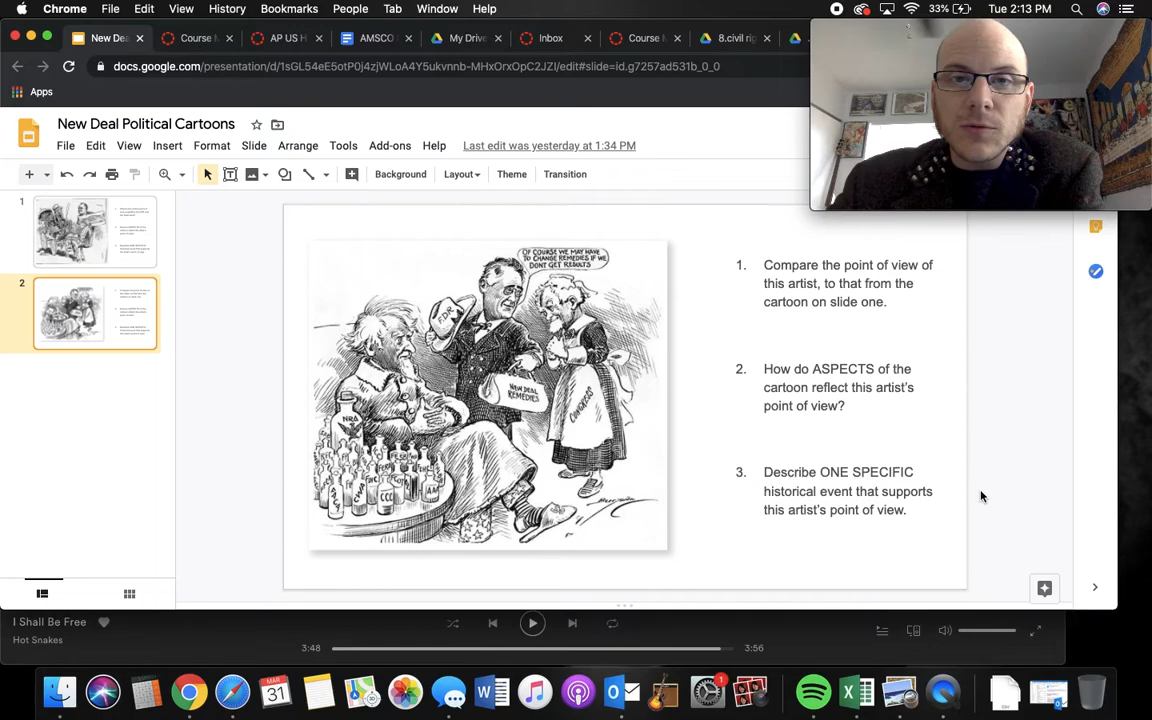 Chrome File Edit View History Bookmarks People Tab Window Help 33% Tue 2:13 PM
New Dea Course M AP US H AMSCO My Drive Inbox Course M 8.civil rig
docs.google.com/presentation/d/1sGL54eE5otP0j4zjWLoA4Y5ukvnnb-MHxOrxOpC2JZI/edit#slide=id.g7257ad531b_0_0
Apps
New Deal Political Cartoons
File Edit View Insert Format Slide Arrange Tools Add-ons Help Last edit was yesterday at 1:34 PM
Background Layout Theme Transition
1
2
OF COURSE WE MAY HAVE
TO CHANGE REMEDIES IF WE
DON'T GET RESULTS
FDR
NEW DEAL
REMEDIES
CONGRESS
NRA
CCC
AAA
1. Compare the point of view of
this artist, to that from the
cartoon on slide one.
2. How do ASPECTS of the
cartoon reflect this artist's
point of view?
3. Describe ONE SPECIFIC
historical event that supports
this artist's point of view.
I Shall Be Free
Hot Snakes
3:48
3:56
MAR
31
1